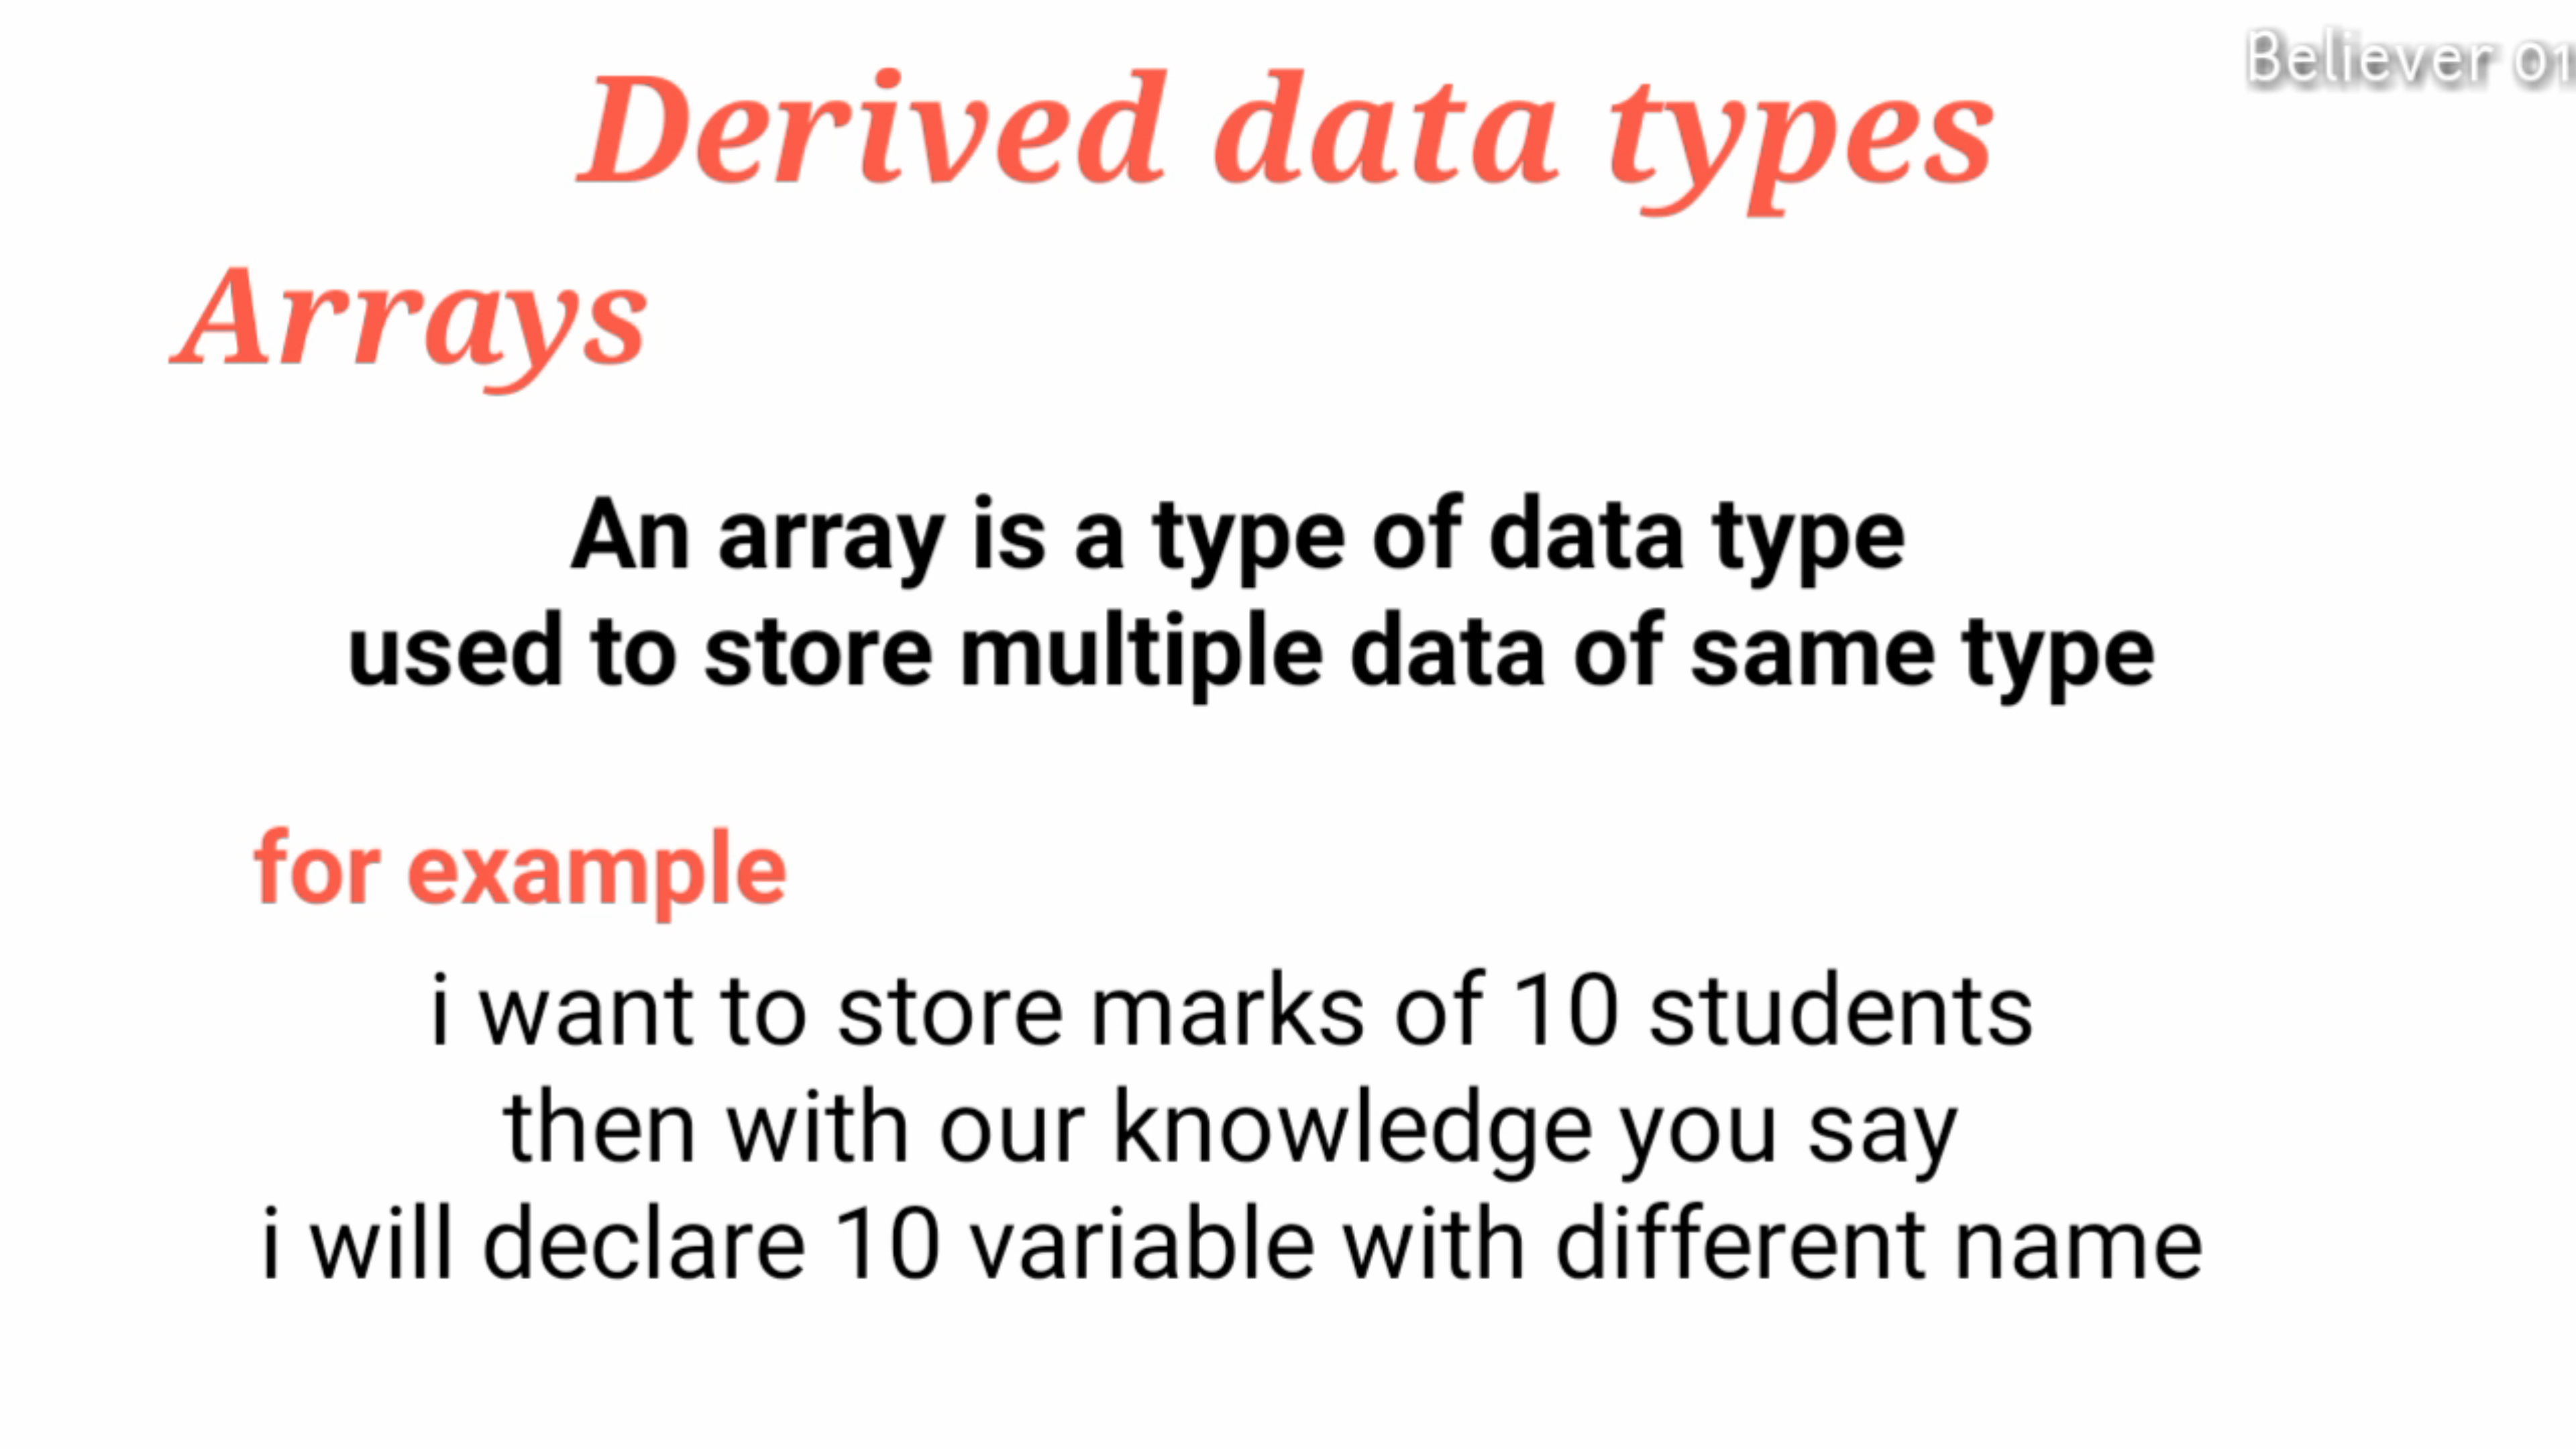 Believer 01
Derived data types
Arrays
An array is a type of data type
used to store multiple data of same type
for example
i want to store marks of 10 students
then with our knowledge you say
i will declare 10 variable with different name